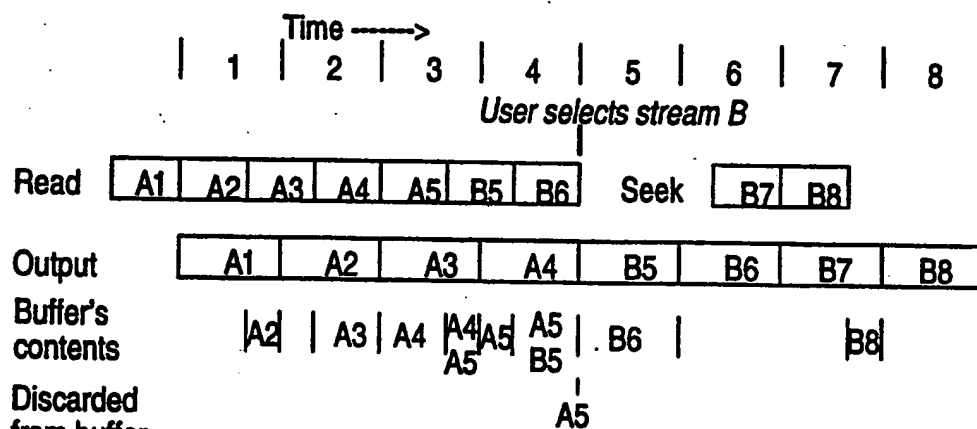 Time ------>
| 1 | 2 | 3 | 4 | 5 | 6 | 7 | 8
User selects stream B
Read A1 A2 A3 A4 A5 B5 B6 Seek B7 B8
Output A1 A2 A3 A4 B5 B6 B7 B8
Buffer's
contents
A2 A3 A4 A4 A5 A5 A5 B5 B6 B8
Discarded
from buffer
A5